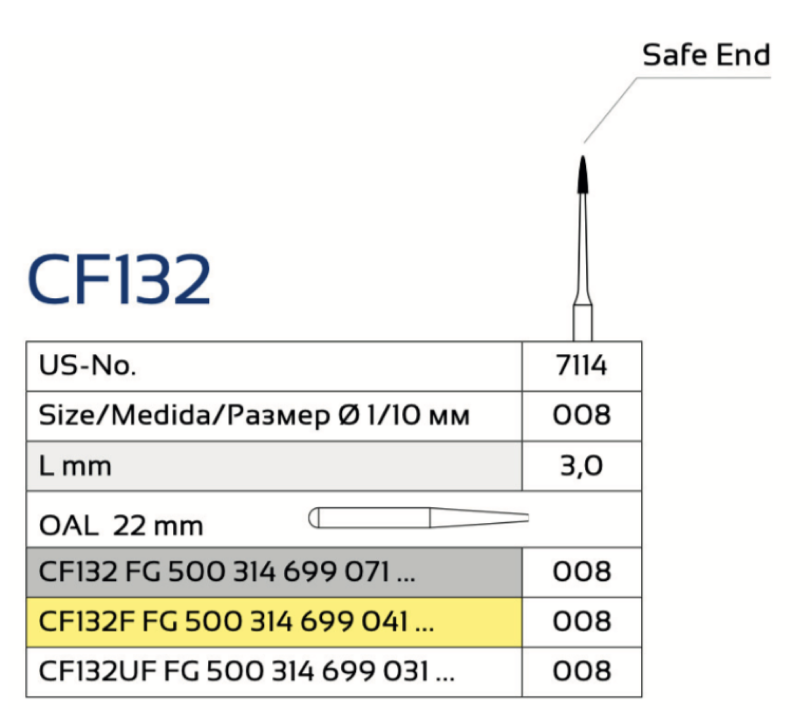 Safe End
CF132
US-No. 7114
Size/Medida/Размер Ø 1/10 мм 008
L mm 3,0
OAL 22 mm
CF132 FG 500 314 699 071 ... 008
CF132F FG 500 314 699 041 ... 008
CF132UF FG 500 314 699 031 ... 008